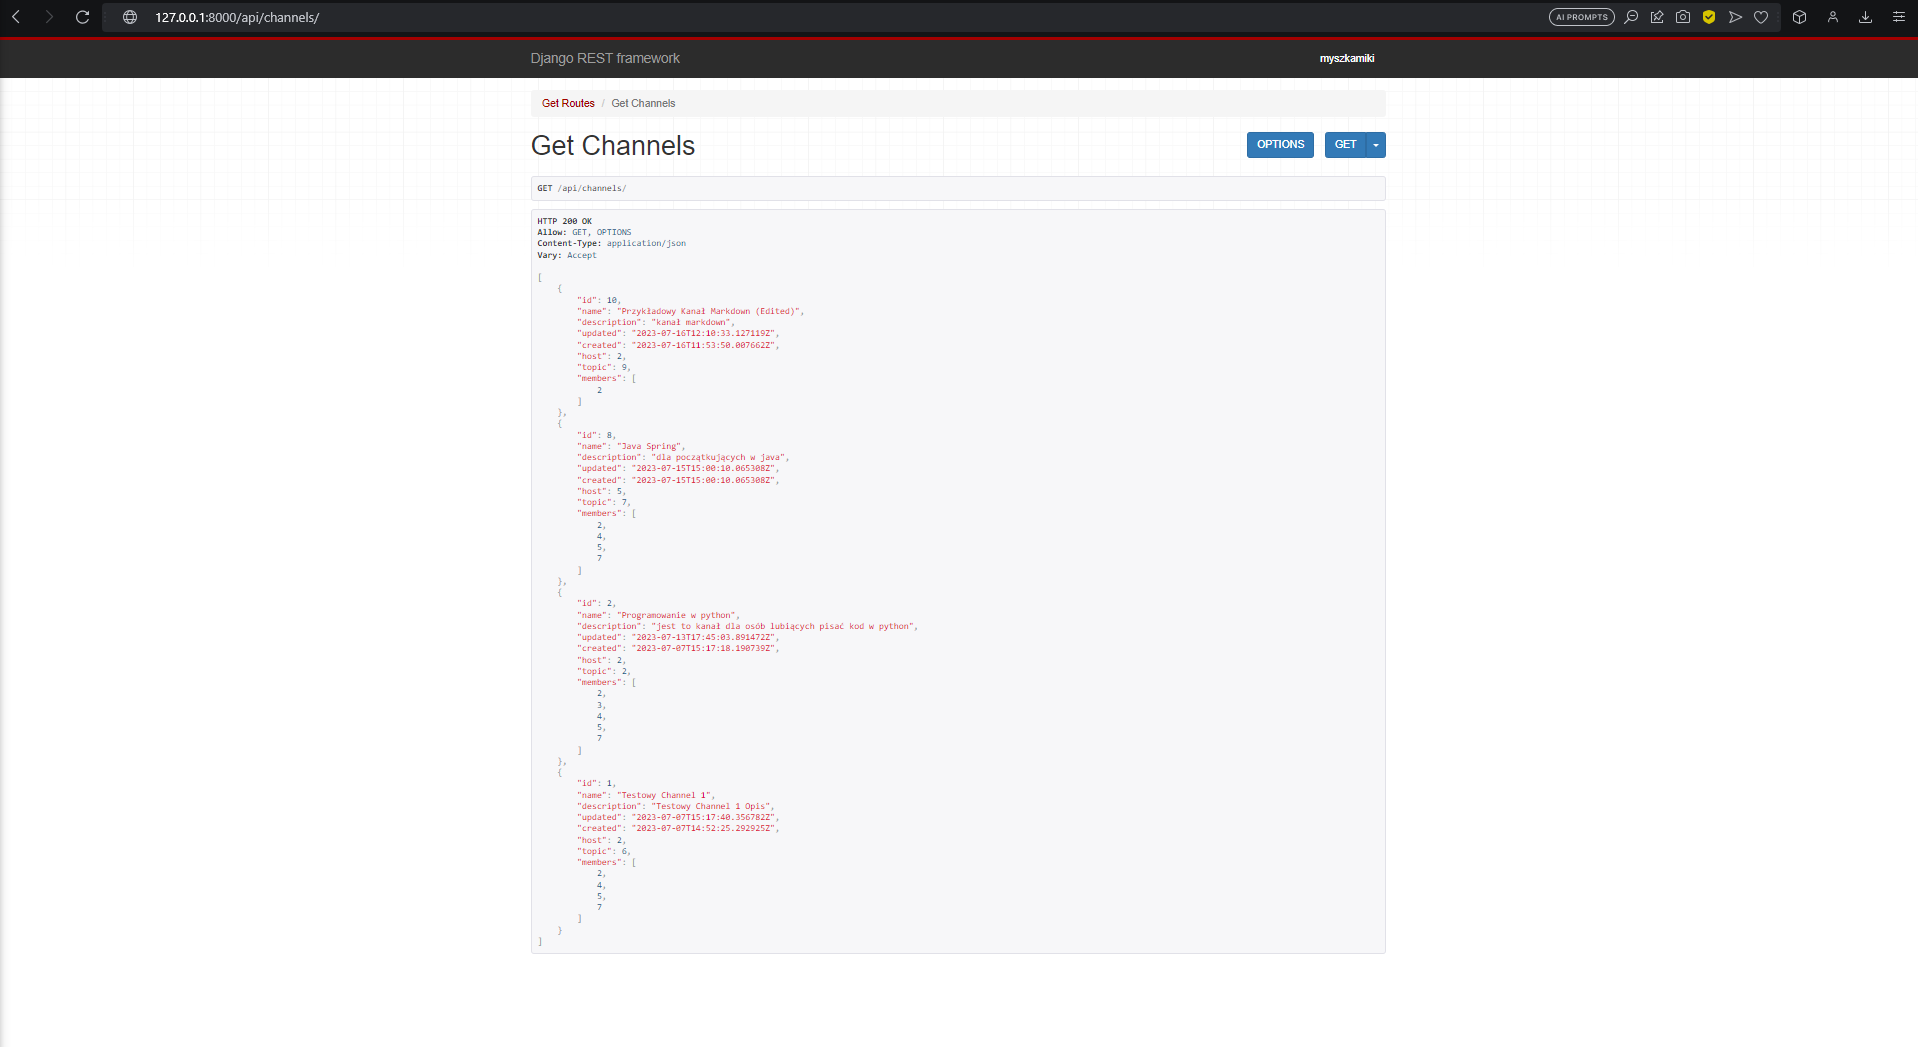 127.0.0.1:8000/api/channels/
AI PROMPTS
Django REST framework
myszkamiki
Get Routes / Get Channels
Get Channels
OPTIONS
GET
GET /api/channels/
HTTP 200 OK
Allow: GET, OPTIONS
Content-Type: application/json
Vary: Accept
[
    {
        "id": 10,
        "name": "Przykładowy Kanał Markdown (Edited)",
        "description": "kanał markdown",
        "updated": "2023-07-16T12:10:33.127119Z",
        "created": "2023-07-16T11:53:50.007662Z",
        "host": 2,
        "topic": 9,
        "members": [
            2
        ]
    },
    {
        "id": 8,
        "name": "Java Spring",
        "description": "dla początkujących w java",
        "updated": "2023-07-15T15:00:10.065308Z",
        "created": "2023-07-15T15:00:10.065308Z",
        "host": 5,
        "topic": 7,
        "members": [
            2,
            4,
            5,
            7
        ]
    },
    {
        "id": 2,
        "name": "Programowanie w python",
        "description": "jest to kanał dla osób lubiących pisać kod w python",
        "updated": "2023-07-13T17:45:03.891472Z",
        "created": "2023-07-07T15:17:18.190739Z",
        "host": 2,
        "topic": 2,
        "members": [
            2,
            3,
            4,
            5,
            7
        ]
    },
    {
        "id": 1,
        "name": "Testowy Channel 1",
        "description": "Testowy Channel 1 Opis",
        "updated": "2023-07-07T15:17:40.356782Z",
        "created": "2023-07-07T14:52:25.292925Z",
        "host": 2,
        "topic": 6,
        "members": [
            2,
            4,
            5,
            7
        ]
    }
]